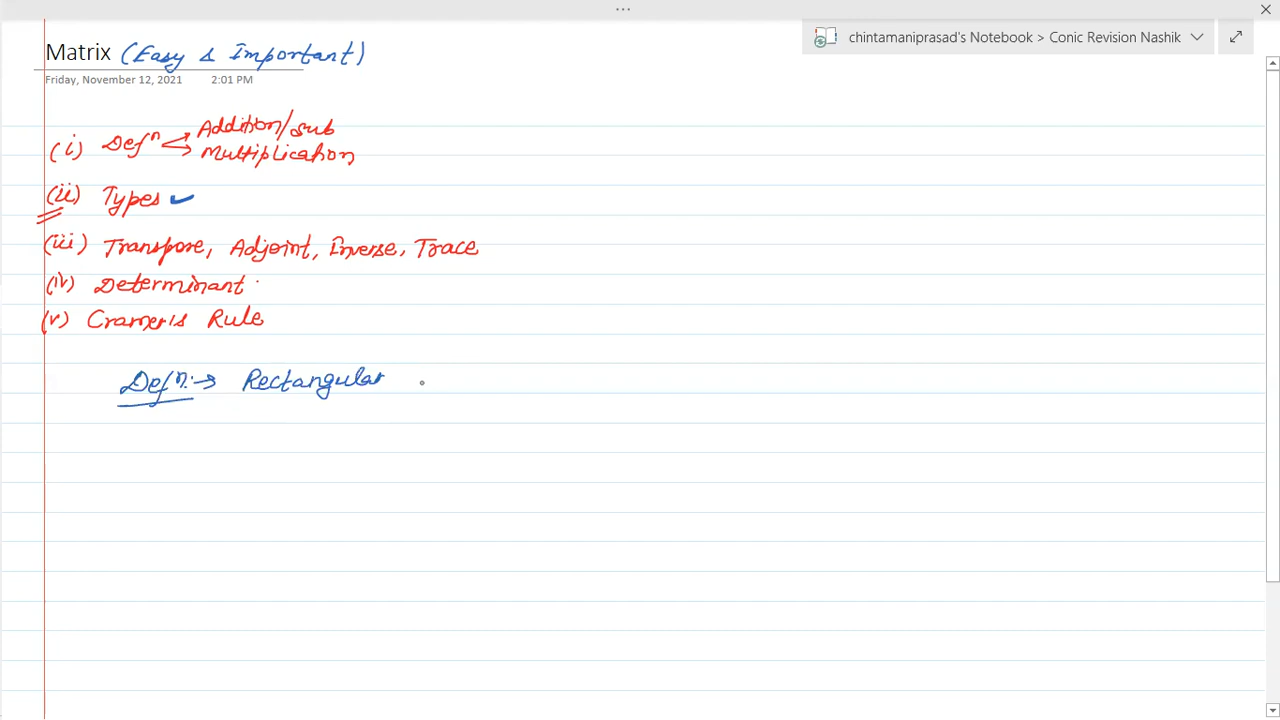 ...
chintamaniprasad's Notebook > Conic Revision Nashik
Matrix (Easy & Important)
Friday, November 12, 2021 2:01 PM
(i) Defn Addition/sub
Multiplication
(ii) Types ✓
(iii) Transpose, Adjoint, Inverse, Trace
(iv) Determinant
(v) Cramer's Rule
Defn: → Rectangular